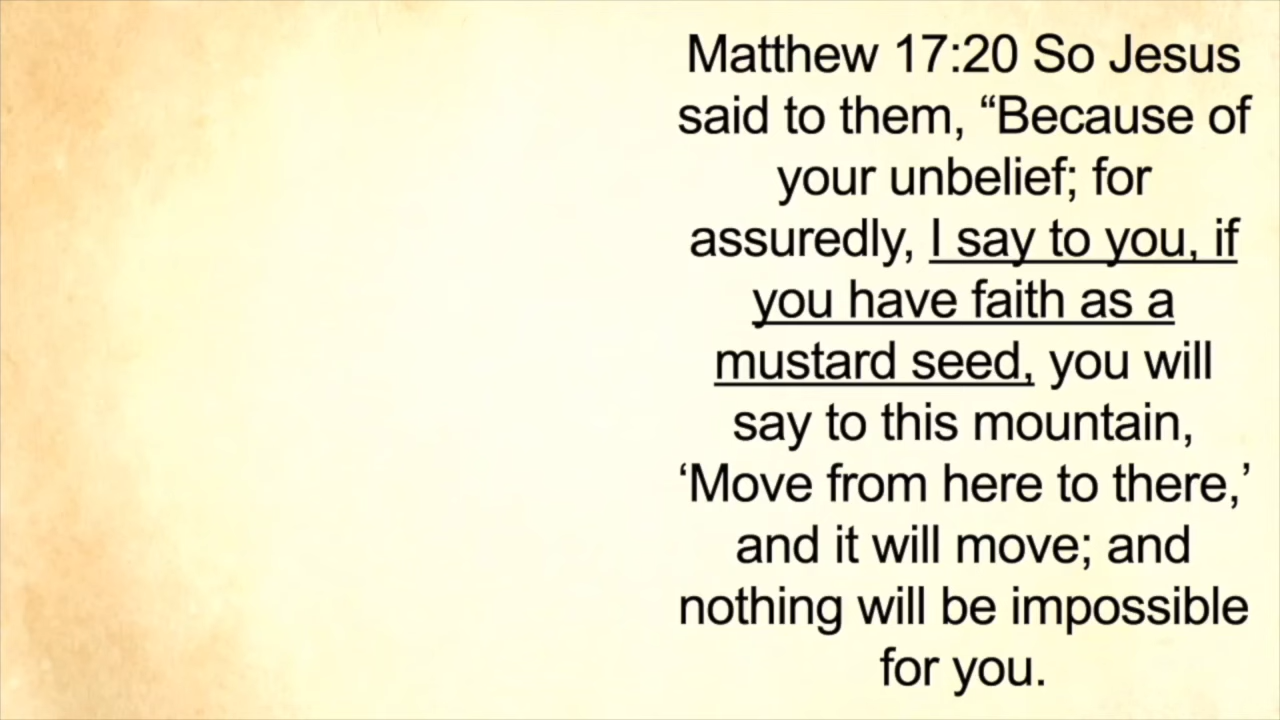 Matthew 17:20 So Jesus
said to them, “Because of
your unbelief; for
assuredly, I say to you, if
you have faith as a
mustard seed, you will
say to this mountain,
‘Move from here to there,’
and it will move; and
nothing will be impossible
for you.